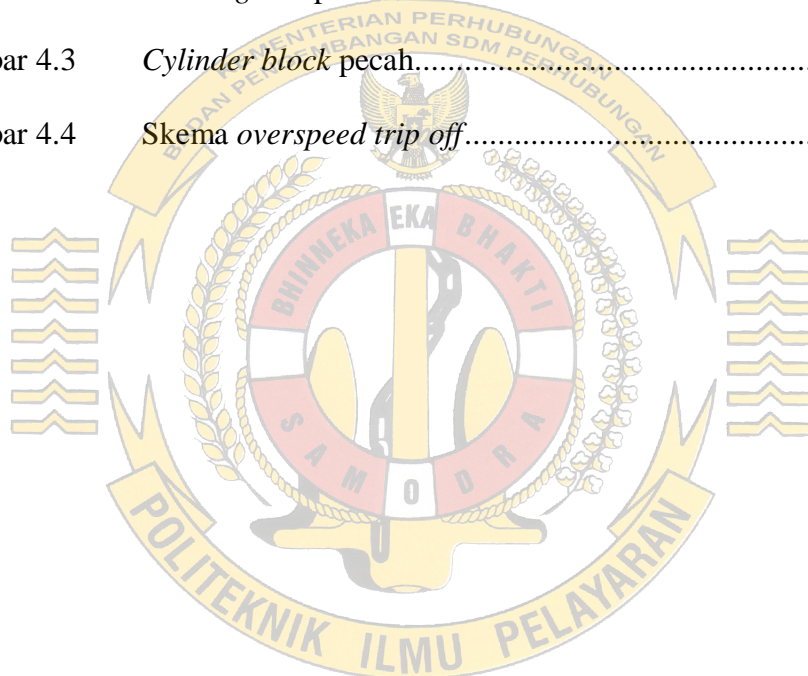 bar 4.3 Cylinder block pecah
bar 4.4 Skema overspeed trip off
KEMENTERIAN PERHUBUNGAN
BADAN PENGEMBANGAN SDM PERHUBUNGAN
BHINNEKA EKA BHAKTI
SAMODRA
POLITEKNIK ILMU PELAYARAN